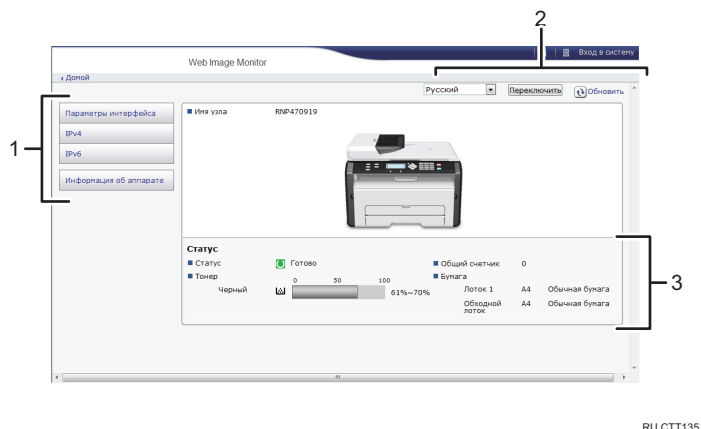 2
Вход в систему
Web Image Monitor
Домой
Русский Переключить Обновить
1
Параметры интерфейса
IPv4
IPv6
Информация об аппарате
Имя узла RNP470919
Статус
Статус Готово
Тонер
0 50 100
Черный 61%~70%
Общий счетчик 0
Бумага
Лоток 1 A4 Обычная бумага
Обходной лоток A4 Обычная бумага
3
RU CTT135